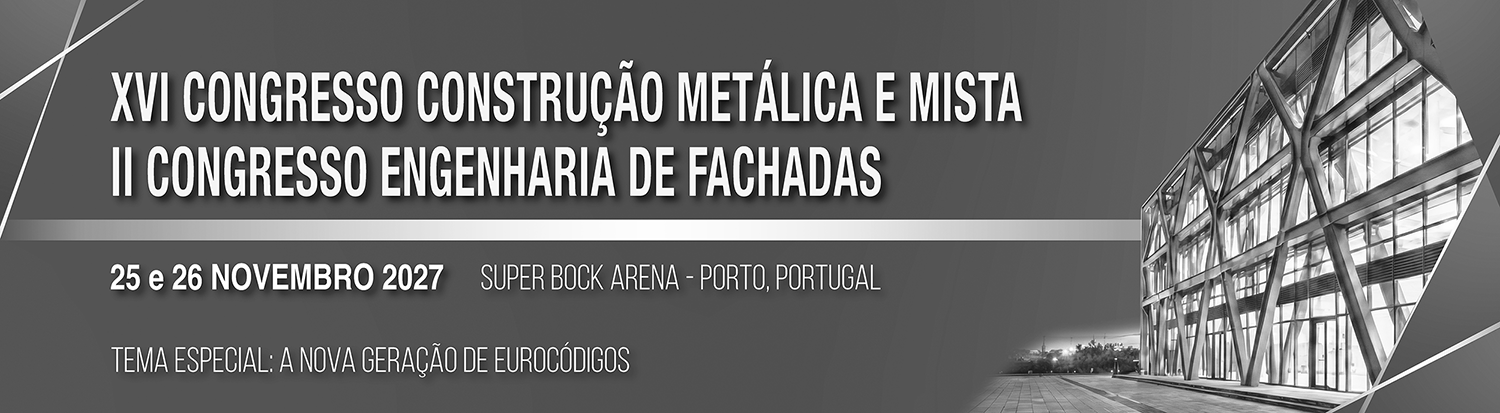 XVI CONGRESSO CONSTRUÇÃO METÁLICA E MISTA
II CONGRESSO ENGENHARIA DE FACHADAS
25 e 26 NOVEMBRO 2027 SUPER BOCK ARENA - PORTO, PORTUGAL
TEMA ESPECIAL: A NOVA GERAÇÃO DE EUROCÓDIGOS